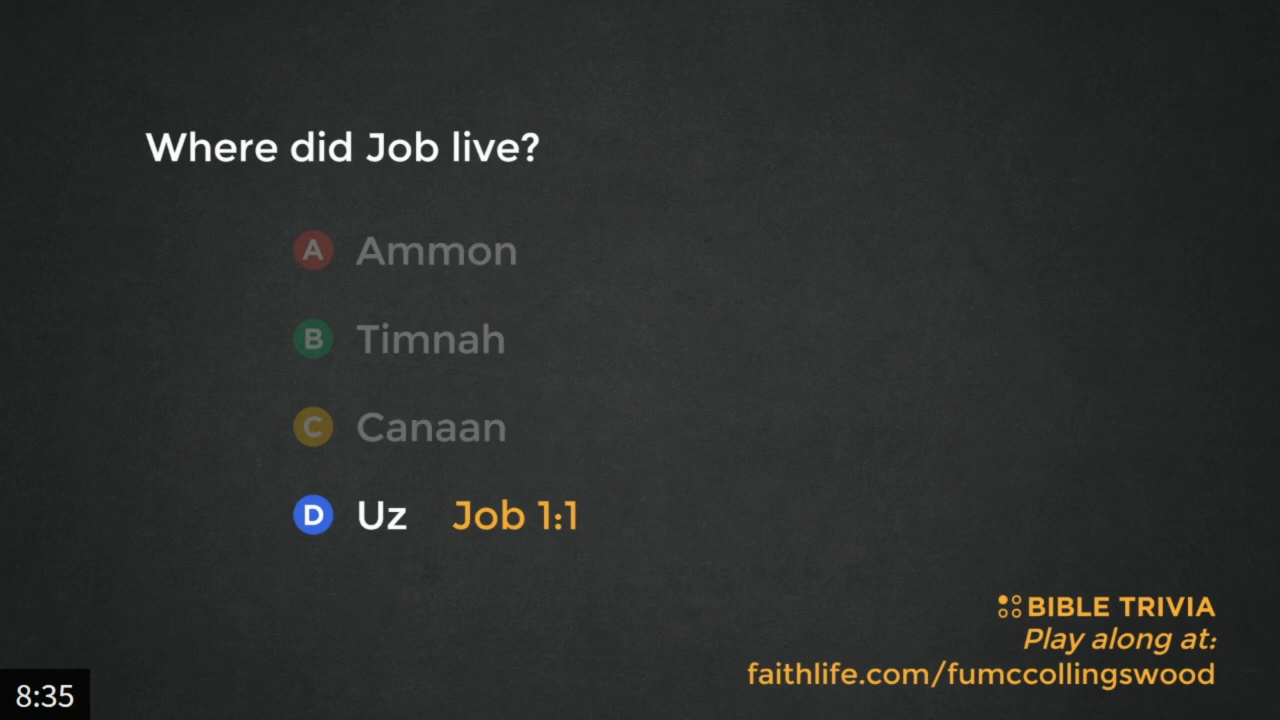 Where did Job live?
A Ammon
B Timnah
C Canaan
D Uz Job 1:1
BIBLE TRIVIA
Play along at:
faithlife.com/fumccollingswood
8:35